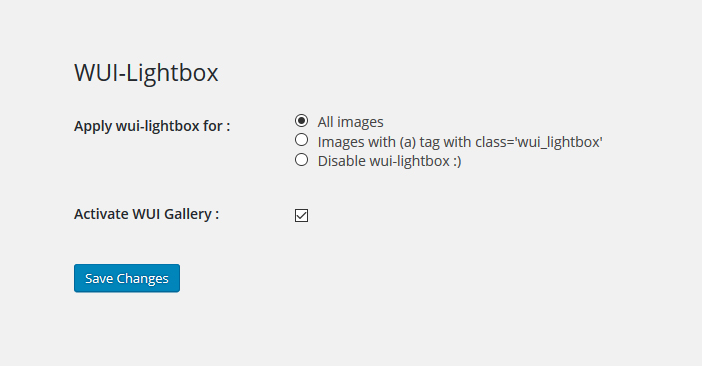 WUI-Lightbox
Apply wui-lightbox for : All images
Images with (a) tag with class='wui_lightbox'
Disable wui-lightbox :)
Activate WUI Gallery :
Save Changes